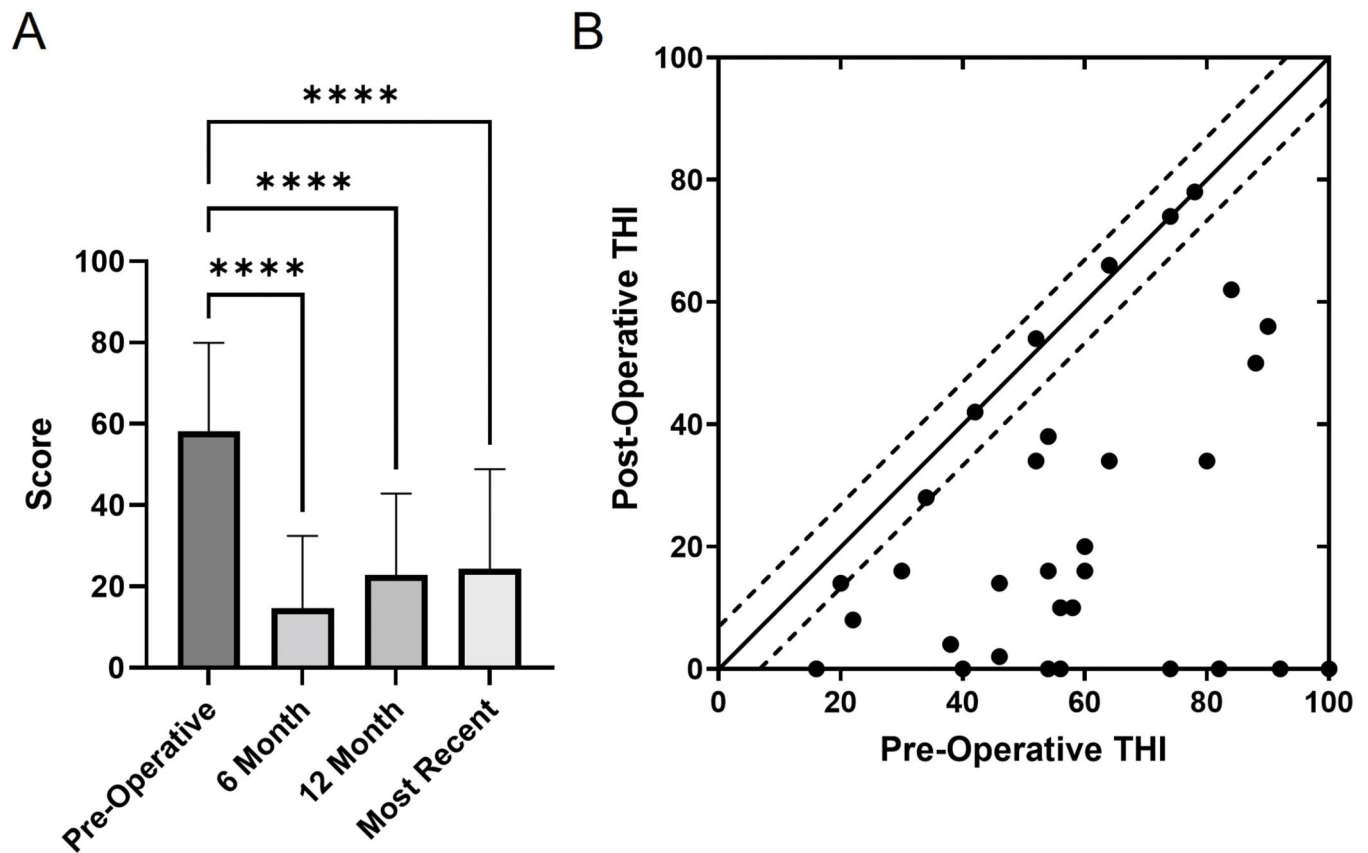 A
B
****
****
****
100
80
60
40
20
0
Score
Pre-Operative
6 Month
12 Month
Most Recent
100
80
60
40
20
0
Post-Operative THI
0 20 40 60 80 100
Pre-Operative THI